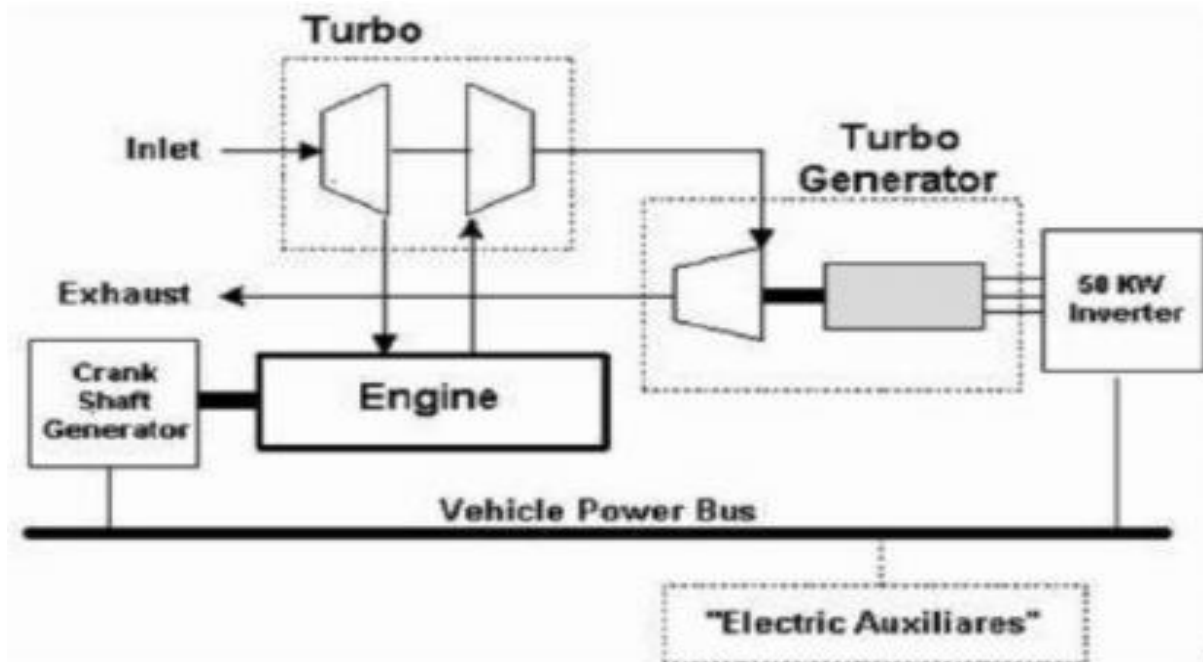 Turbo
Inlet
Turbo
Generator
Exhaust
50 KW
Inverter
Crank
Shaft
Generator
Engine
Vehicle Power Bus
"Electric Auxiliares"